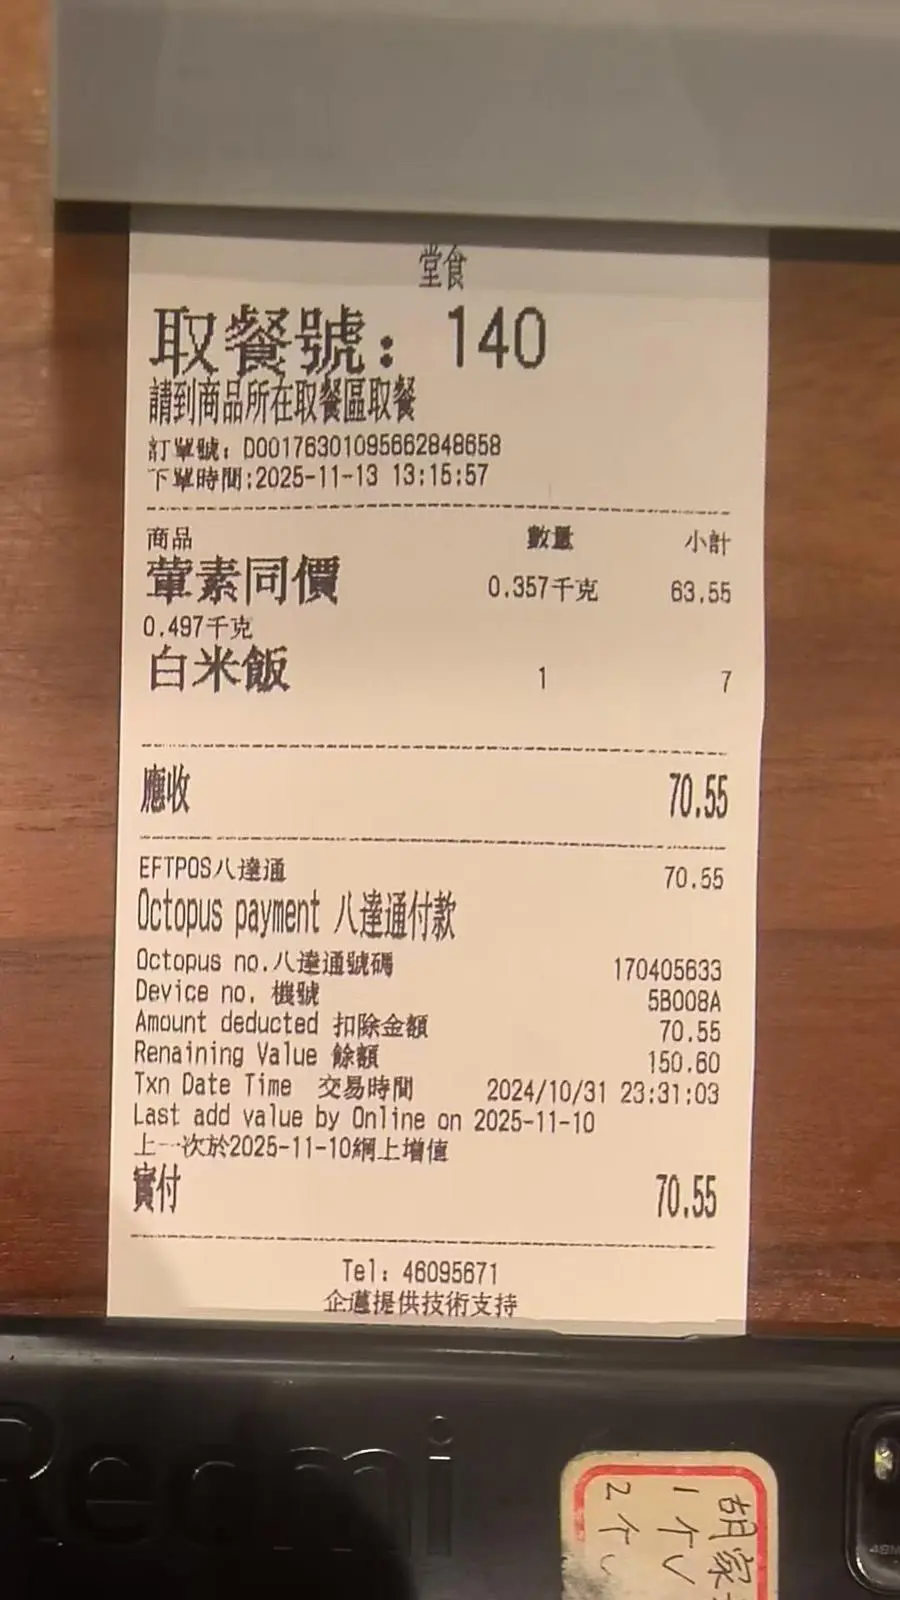 堂食
取餐號: 140
請到商品所在取餐區取餐
訂單號: D00176301095662848658
下單時間:2025-11-13 13:15:57
商品 數量 小計
葷素同價 0.357千克 63.55
0.497千克
白米飯 1 7
應收 70.55
EFTPOS八達通 70.55
Octopus payment 八達通付款
Octopus no.八達通號碼 170405633
Device no. 機號 5B008A
Amount deducted 扣除金額 70.55
Renaining Value 餘額 150.60
Txn Date Time 交易時間 2024/10/31 23:31:03
Last add value by Online on 2025-11-10
上一次於2025-11-10網上增值
實付 70.55
Tel: 46095671
企邁提供技術支持
Redmi
胡家
1个
2个